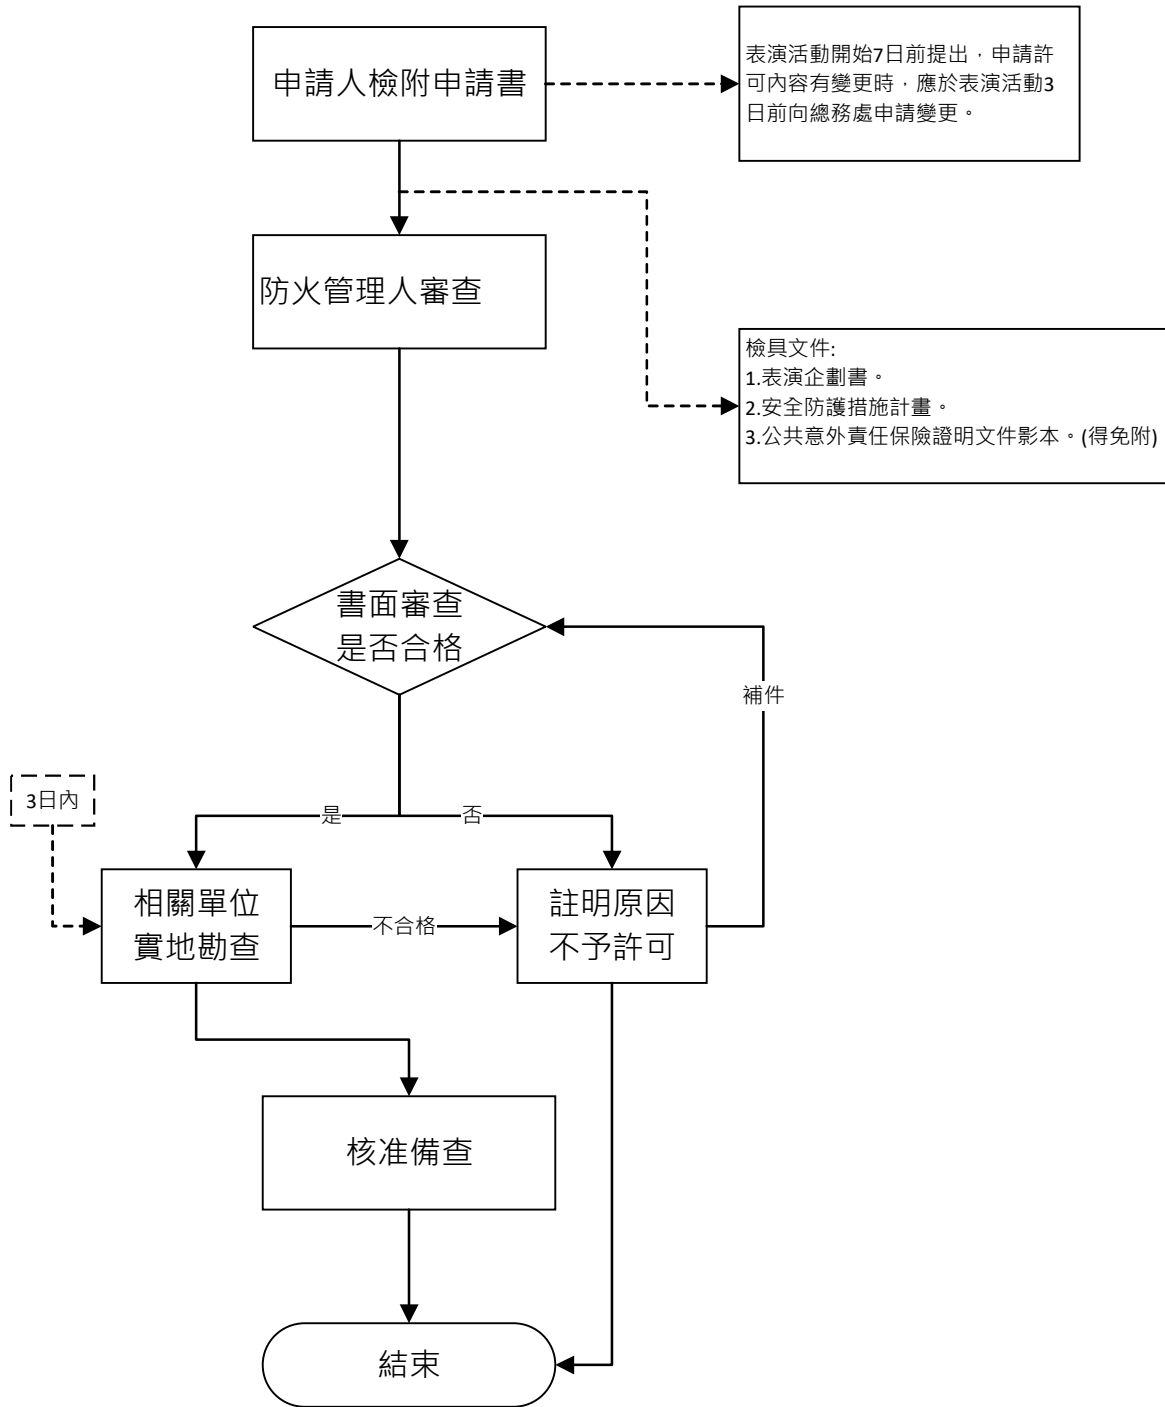 申請人檢附申請書
表演活動開始7日前提出，申請許
可內容有變更時，應於表演活動3
日前向總務處申請變更。
防火管理人審查
檢具文件:
1.表演企劃書。
2.安全防護措施計畫。
3.公共意外責任保險證明文件影本。(得免附)
書面審查
是否合格
補件
3日內
是
否
相關單位
實地勘查
不合格
註明原因
不予許可
核准備查
結束